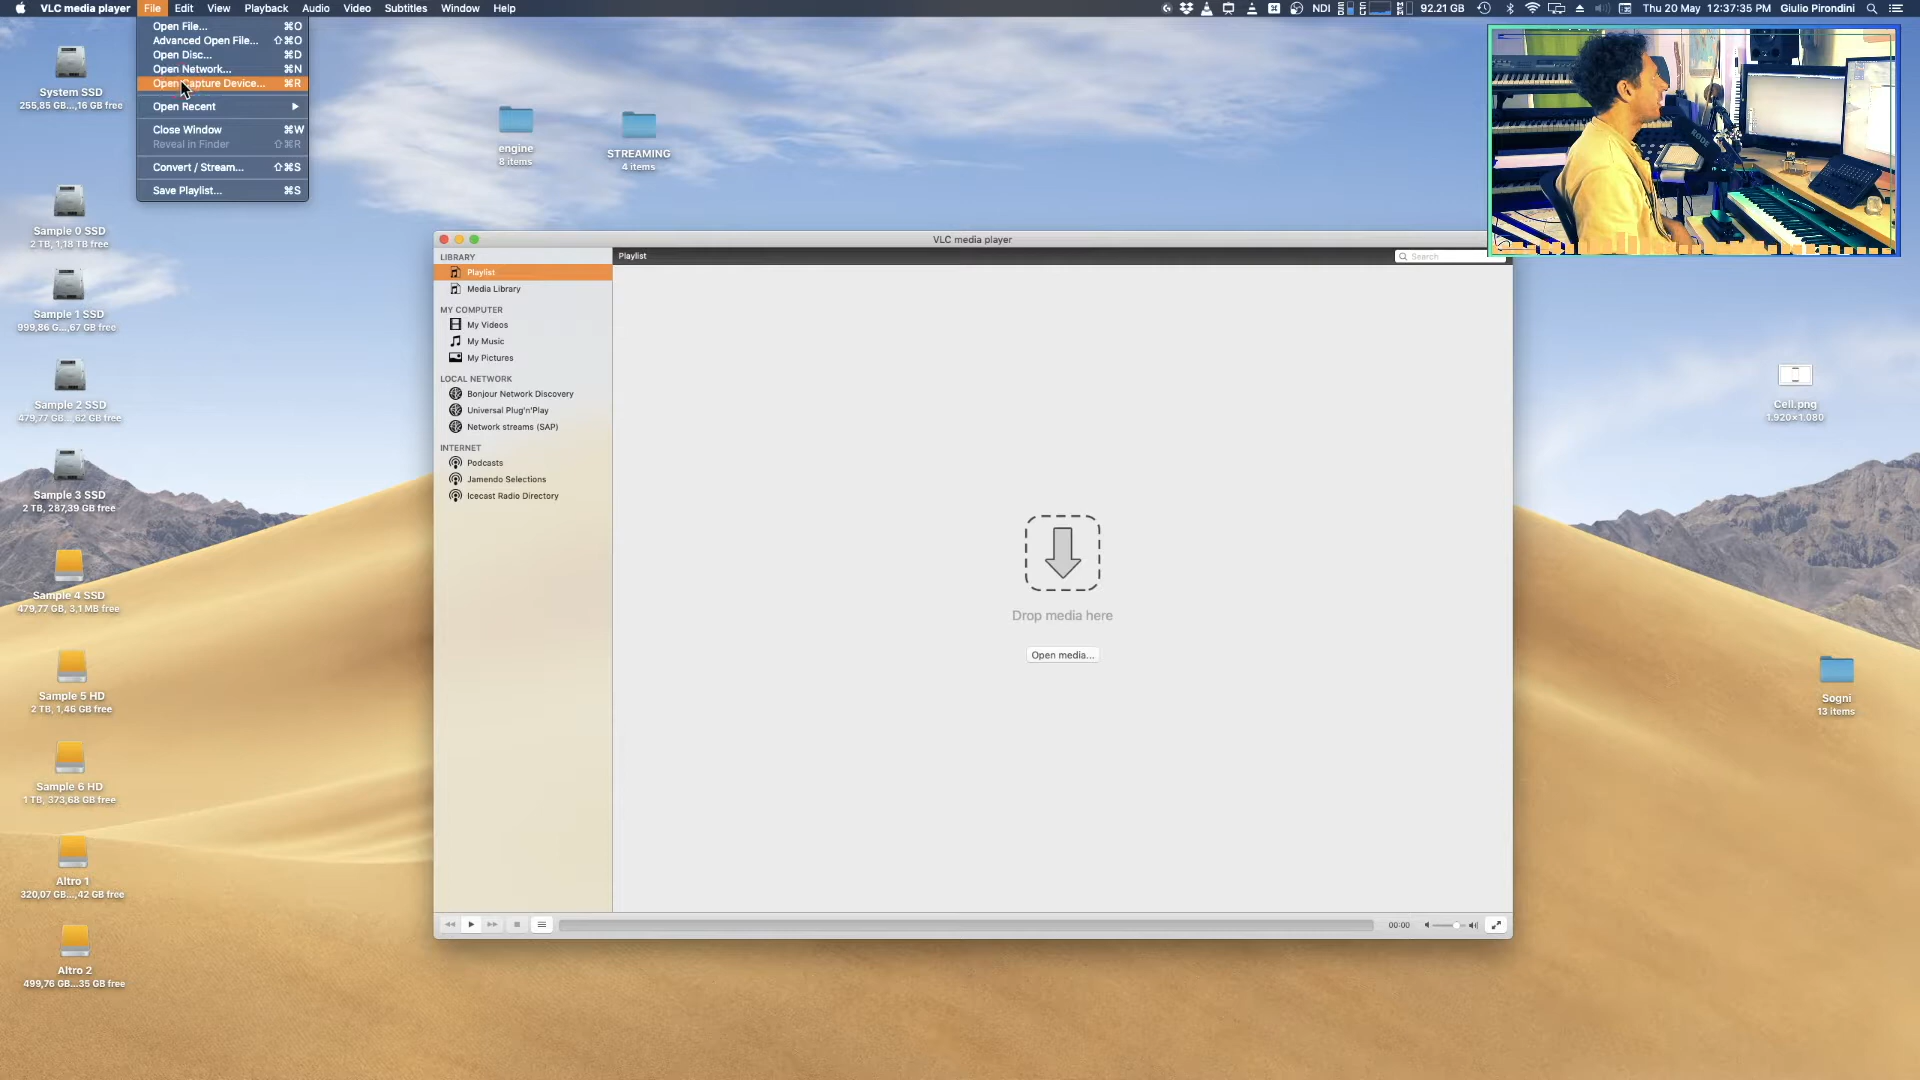 VLC media player File Edit View Playback Audio Video Subtitles Window Help NDI 92.21 GB Thu 20 May 12:37:35 PM Giulio Pirondini
Open File... ⌘O
Advanced Open File... ⇧⌘O
Open Disc... ⌘D
Open Network... ⌘N
Open Capture Device... ⌘R
Open Recent
Close Window ⌘W
Reveal in Finder ⇧⌘R
Convert / Stream... ⇧⌘S
Save Playlist... ⌘S
System SSD
255,85 GB...,16 GB free
Sample 0 SSD
2 TB, 1,18 TB free
Sample 1 SSD
999,86 G...,67 GB free
Sample 2 SSD
479,77 G...,62 GB free
Sample 3 SSD
2 TB, 287,39 GB free
Sample 4 SSD
479,77 GB, 3,1 MB free
Sample 5 HD
2 TB, 1,46 GB free
Sample 6 HD
1 TB, 373,68 GB free
Altro 1
320,07 GB...,42 GB free
Altro 2
499,76 GB...35 GB free
engine
8 items
STREAMING
4 items
RODE
VLC media player
LIBRARY
Playlist
Media Library
MY COMPUTER
My Videos
My Music
My Pictures
LOCAL NETWORK
Bonjour Network Discovery
Universal Plug'n'Play
Network streams (SAP)
INTERNET
Podcasts
Jamendo Selections
Icecast Radio Directory
Playlist
Search
Drop media here
Open media...
00:00
Cell.png
1.920×1.080
Sogni
13 items